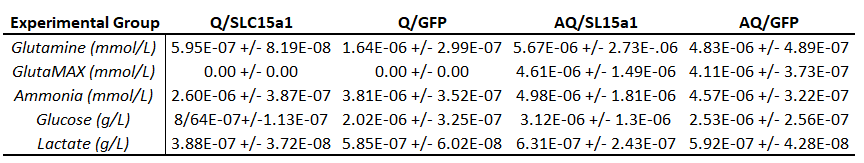 Experimental Group Q/SLC15a1 Q/GFP AQ/SL15a1 AQ/GFP
Glutamine (mmol/L) 5.95E-07 +/- 8.19E-08 1.64E-06 +/- 2.99E-07 5.67E-06 +/- 2.73E-.06 4.83E-06 +/- 4.89E-07
GlutaMAX (mmol/L) 0.00 +/- 0.00 0.00 +/- 0.00 4.61E-06 +/- 1.49E-06 4.11E-06 +/- 3.73E-07
Ammonia (mmol/L) 2.60E-06 +/- 3.87E-07 3.81E-06 +/- 3.52E-07 4.98E-06 +/- 1.81E-06 4.57E-06 +/- 3.22E-07
Glucose (g/L) 8/64E-07+/-1.13E-07 2.02E-06 +/- 3.25E-07 3.12E-06 +/- 1.3E-06 2.53E-06 +/- 2.56E-07
Lactate (g/L) 3.88E-07 +/- 3.72E-08 5.85E-07 +/- 6.02E-08 6.31E-07 +/- 2.43E-07 5.92E-07 +/- 4.28E-08